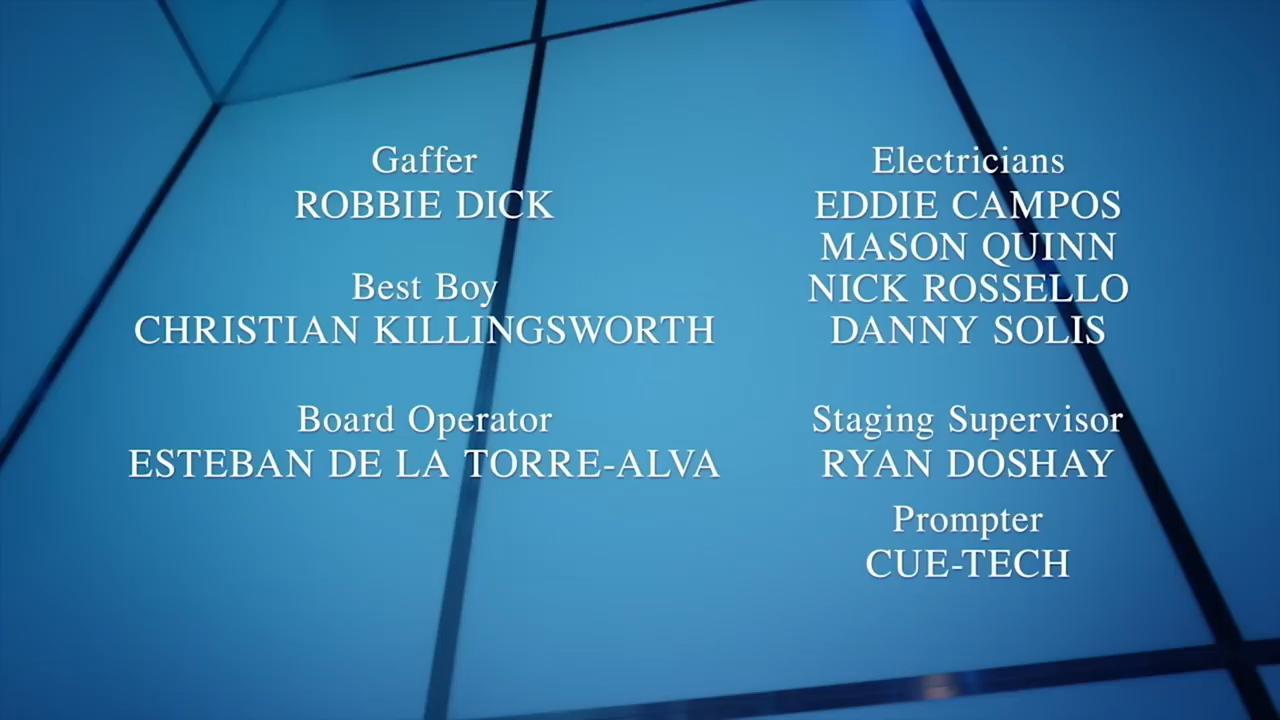 Gaffer
ROBBIE DICK
Best Boy
CHRISTIAN KILLINGSWORTH
Board Operator
ESTEBAN DE LA TORRE-ALVA
Electricians
EDDIE CAMPOS
MASON QUINN
NICK ROSSELLO
DANNY SOLIS
Staging Supervisor
RYAN DOSHAY
Prompter
CUE-TECH